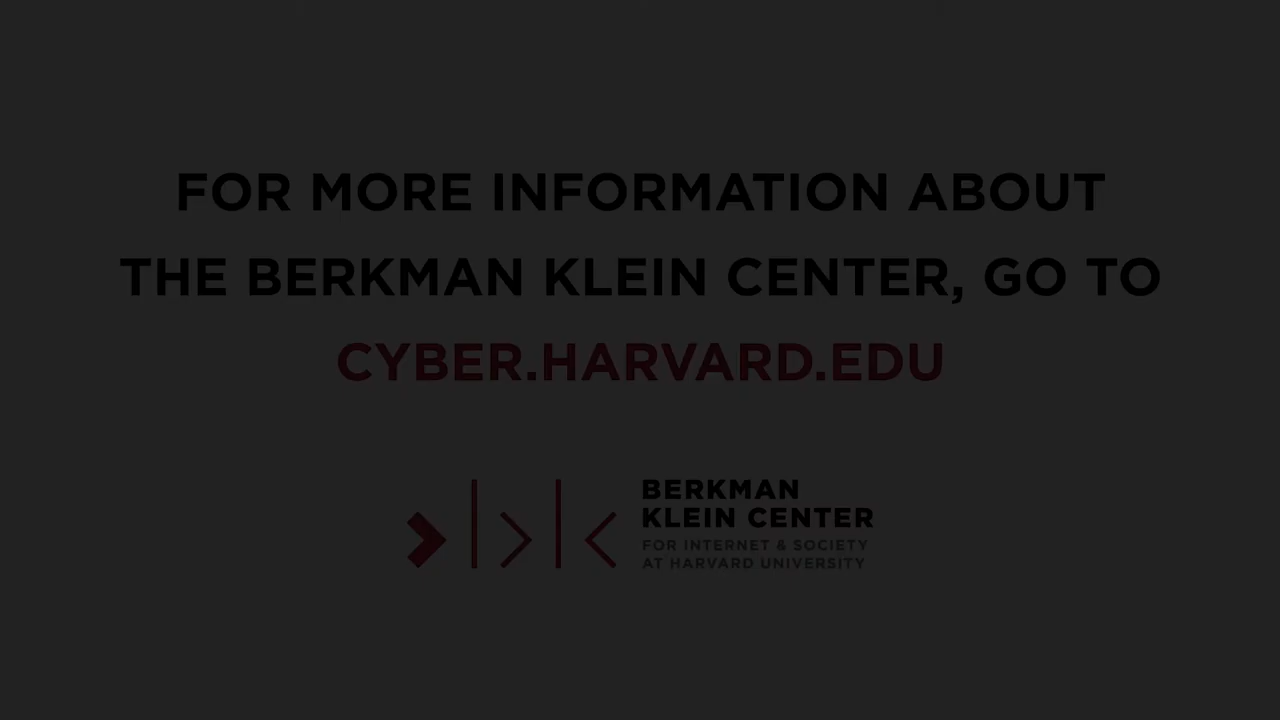 FOR MORE INFORMATION ABOUT
THE BERKMAN KLEIN CENTER, GO TO
CYBER.HARVARD.EDU
BERKMAN
KLEIN CENTER
FOR INTERNET & SOCIETY
AT HARVARD UNIVERSITY